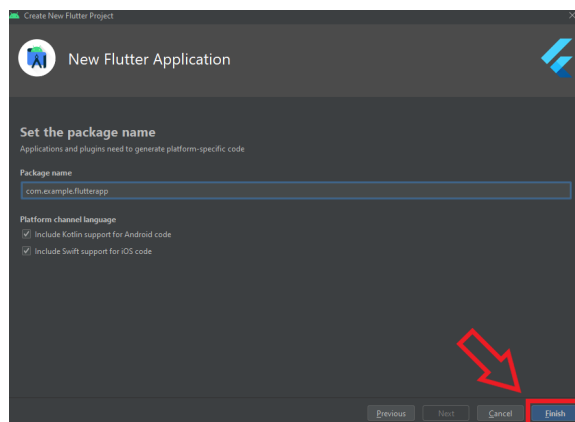 Create New Flutter Project
New Flutter Application
Set the package name
Applications and plugins need to generate platform-specific code
Package name
com.example.flutterapp
Platform channel language
Include Kotlin support for Android code
Include Swift support for iOS code
Previous Next Cancel Finish